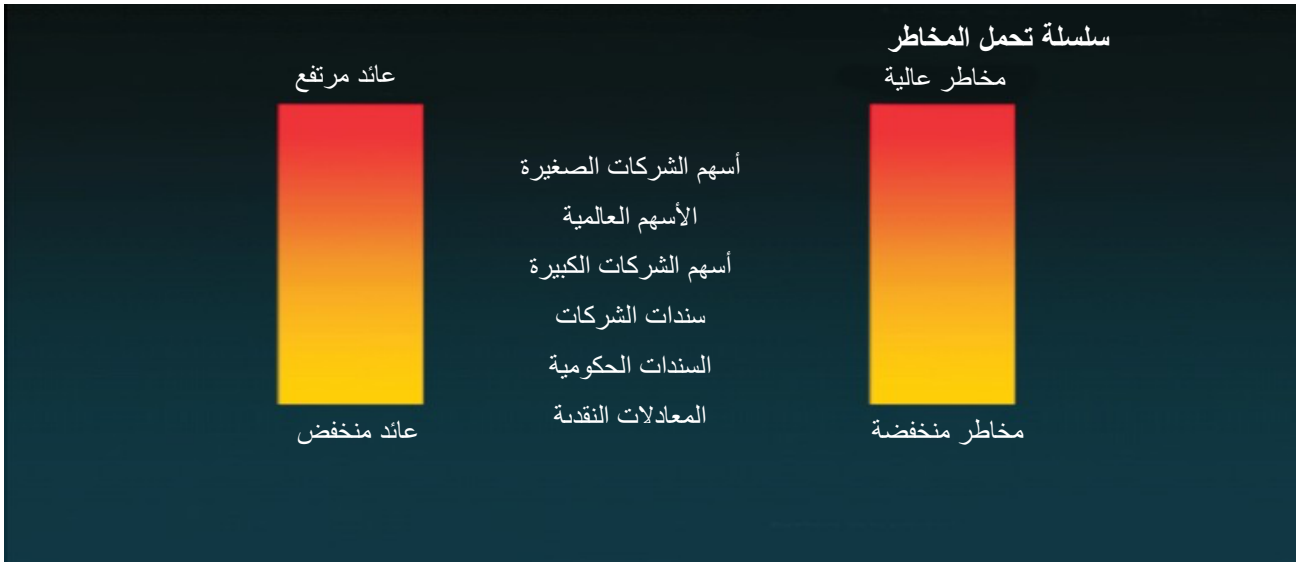 سلسلة تحمل المخاطر
مخاطر عالية
عائد مرتفع
أسهم الشركات الصغيرة
الأسهم العالمية
أسهم الشركات الكبيرة
سندات الشركات
السندات الحكومية
المعادلات النقدية
مخاطر منخفضة
عائد منخفض